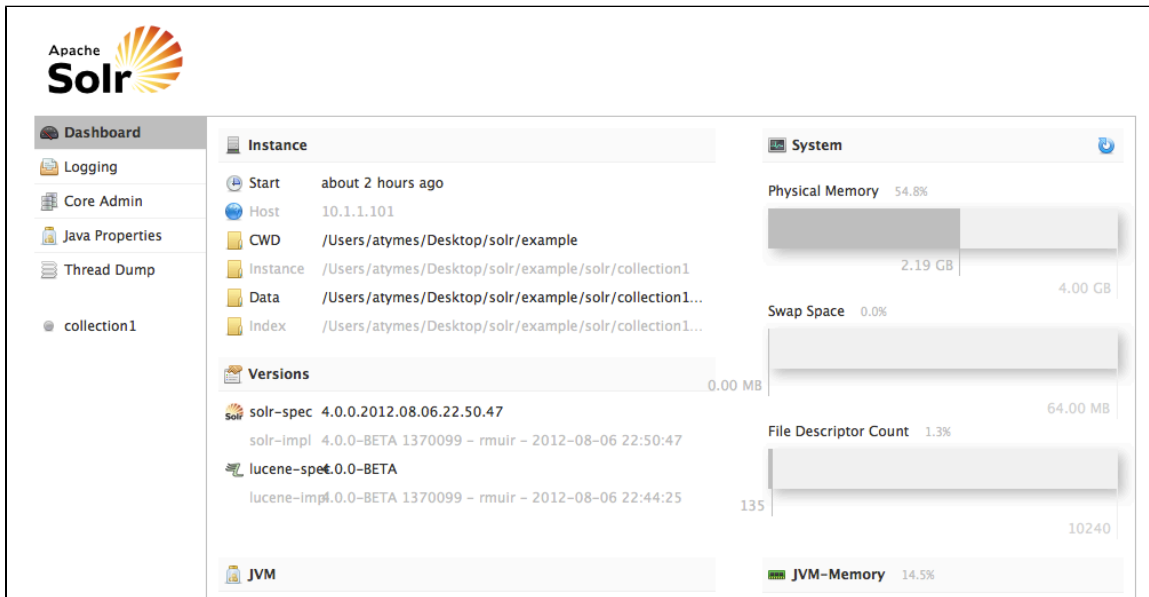 Apache
Solr
Dashboard
Logging
Core Admin
Java Properties
Thread Dump
collection1
Instance
Start about 2 hours ago
Host 10.1.1.101
CWD /Users/atymes/Desktop/solr/example
Instance /Users/atymes/Desktop/solr/example/solr/collection1
Data /Users/atymes/Desktop/solr/example/solr/collection1...
Index /Users/atymes/Desktop/solr/example/solr/collection1...
Versions
solr-spec 4.0.0.2012.08.06.22.50.47
solr-impl 4.0.0-BETA 1370099 - rmuir - 2012-08-06 22:50:47
lucene-spec 4.0.0-BETA
lucene-impl 4.0.0-BETA 1370099 - rmuir - 2012-08-06 22:44:25
JVM
System
Physical Memory 54.8%
2.19 GB
4.00 GB
Swap Space 0.0%
0.00 MB
64.00 MB
File Descriptor Count 1.3%
135
10240
JVM-Memory 14.5%